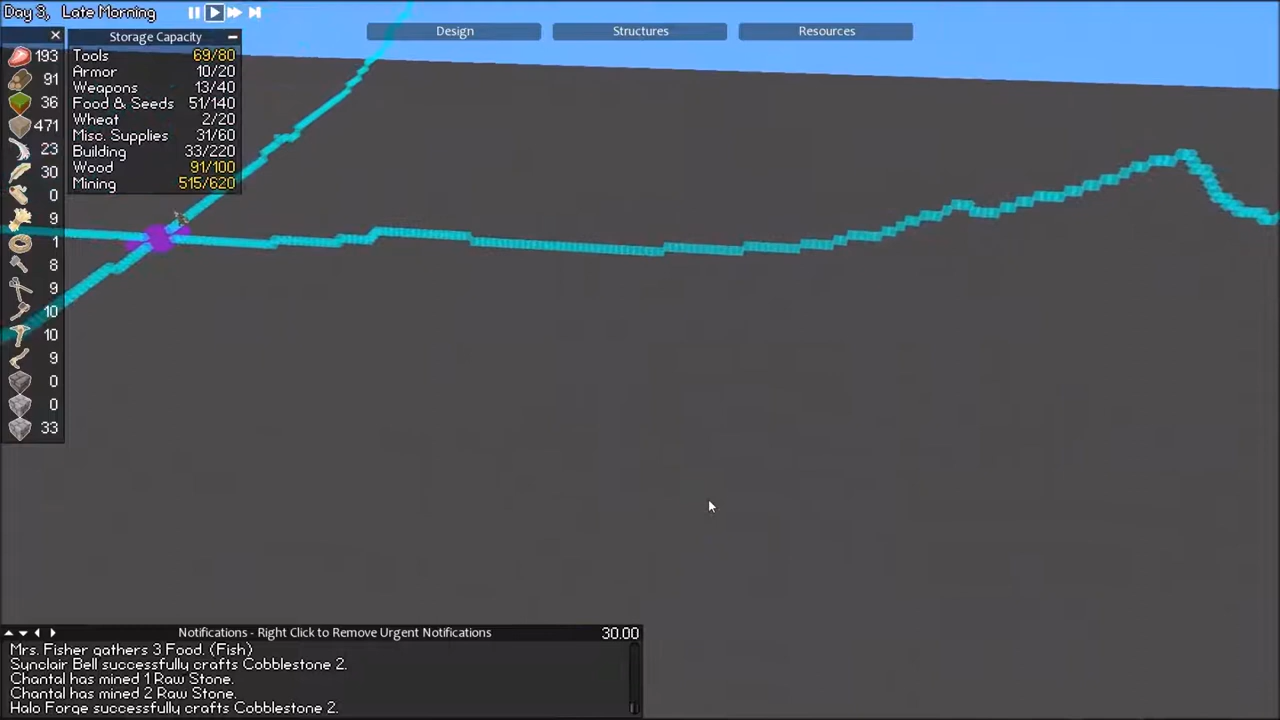 Day 3, Late Morning
Design
Structures
Resources
193
91
36
471
23
30
0
9
1
8
9
10
10
9
0
0
33
Storage Capacity
Tools 69/80
Armor 10/20
Weapons 13/40
Food & Seeds 51/140
Wheat 2/20
Misc. Supplies 31/60
Building 33/220
Wood 91/100
Mining 515/620
Notifications - Right Click to Remove Urgent Notifications 30.00
Mrs. Fisher gathers 3 Food. (Fish)
Synclair Bell successfully crafts Cobblestone 2.
Chantal has mined 1 Raw Stone.
Chantal has mined 2 Raw Stone.
Halo Forge successfully crafts Cobblestone 2.